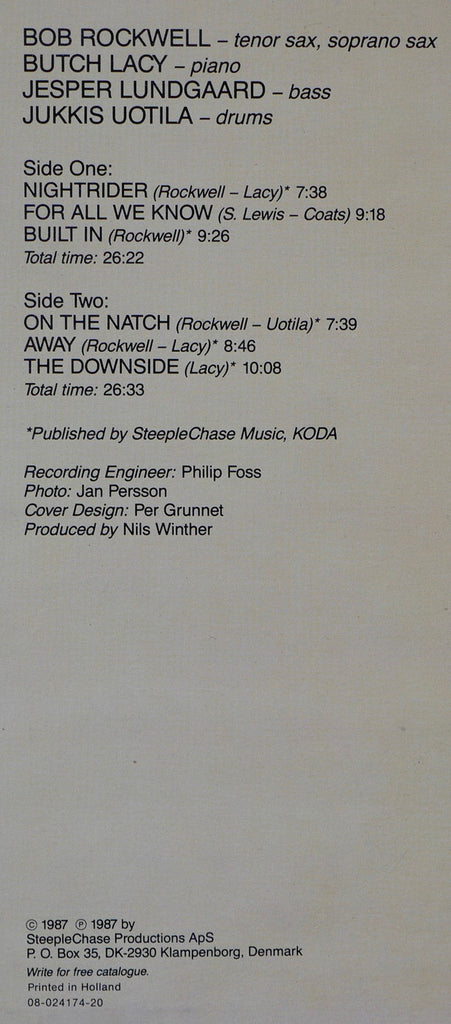 BOB ROCKWELL – tenor sax, soprano sax
BUTCH LACY – piano
JESPER LUNDGAARD – bass
JUKKIS UOTILA – drums
Side One:
NIGHTRIDER (Rockwell – Lacy)* 7:38
FOR ALL WE KNOW (S. Lewis – Coats) 9:18
BUILT IN (Rockwell)* 9:26
Total time: 26:22
Side Two:
ON THE NATCH (Rockwell – Uotila)* 7:39
AWAY (Rockwell – Lacy)* 8:46
THE DOWNSIDE (Lacy)* 10:08
Total time: 26:33
*Published by SteepleChase Music, KODA
Recording Engineer: Philip Foss
Photo: Jan Persson
Cover Design: Per Grunnet
Produced by Nils Winther
© 1987 ℗ 1987 by
SteepleChase Productions ApS
P. O. Box 35, DK-2930 Klampenborg, Denmark
Write for free catalogue.
Printed in Holland
08-024174-20